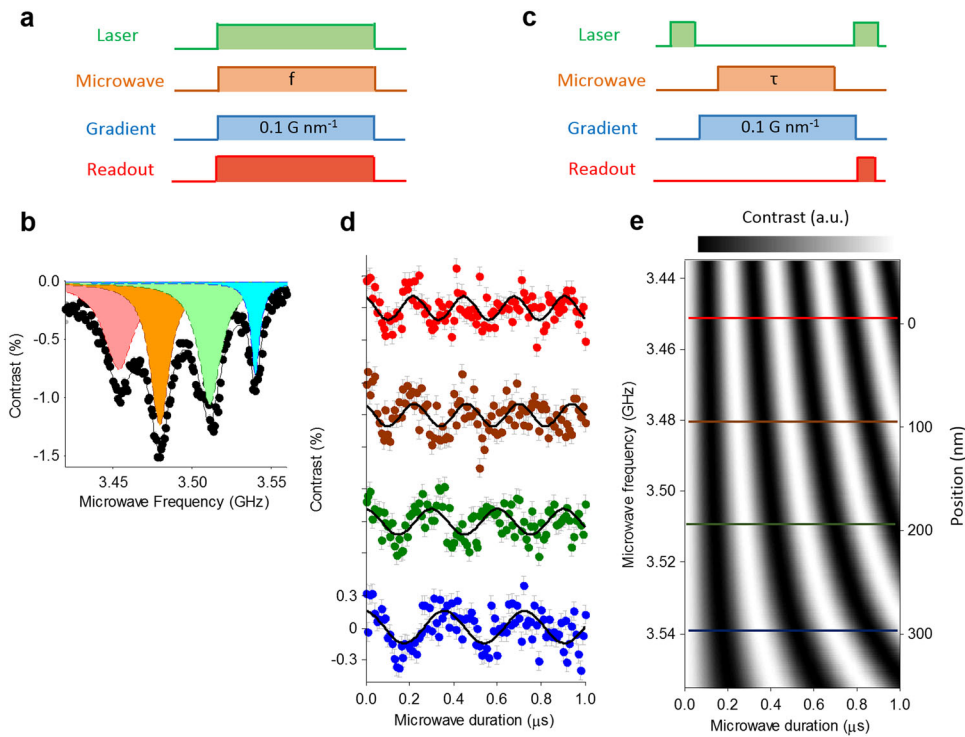 a
Laser
Microwave
f
Gradient
0.1 G nm⁻¹
Readout
c
Laser
Microwave
τ
Gradient
0.1 G nm⁻¹
Readout
b
0.0
-0.5
-1.0
-1.5
Contrast (%)
3.45
3.50
3.55
Microwave Frequency (GHz)
d
Contrast (%)
0.3
0
-0.3
0.0
0.2
0.4
0.6
0.8
1.0
Microwave duration (μs)
e
Contrast (a.u.)
3.44
3.46
3.48
3.50
3.52
3.54
Microwave frequency (GHz)
0
100
200
300
Position (nm)
0.0
0.2
0.4
0.6
0.8
1.0
Microwave duration (μs)